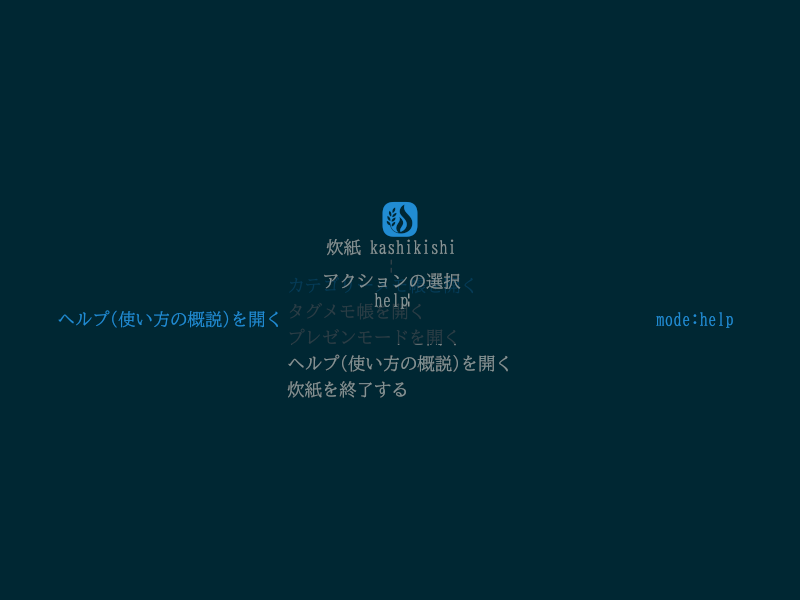 炊紙 kashikishi
アクションの選択
help
タグメモ帳を開く
ヘルプ(使い方の概説)を開く
mode:help
プレゼンモードを開く
ヘルプ(使い方の概説)を開く
炊紙を終了する